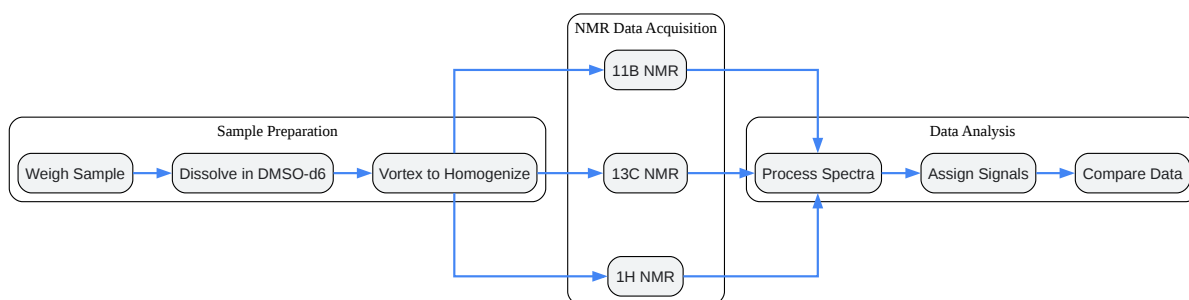 Sample Preparation
Weigh Sample
Dissolve in DMSO-d6
Vortex to Homogenize
NMR Data Acquisition
11B NMR
13C NMR
1H NMR
Data Analysis
Process Spectra
Assign Signals
Compare Data